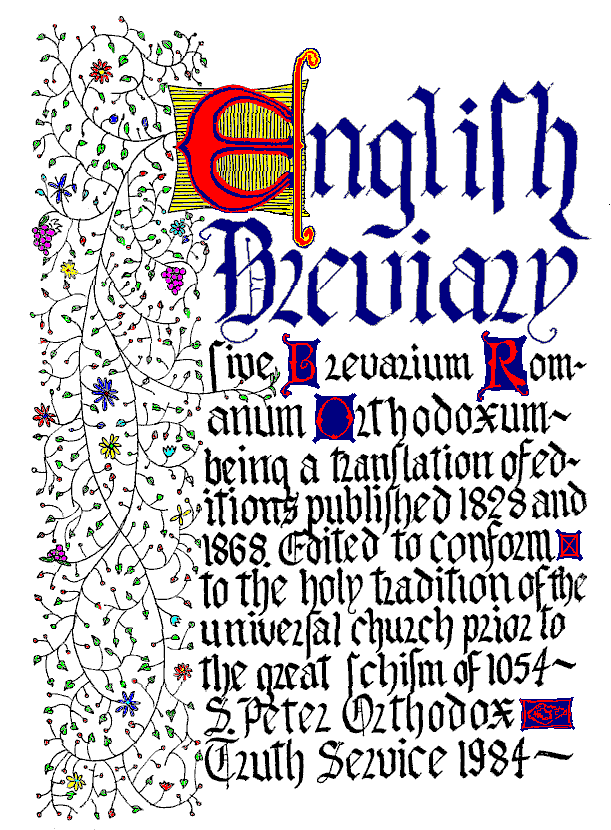 Engliſh
Breviary
ſive Brevarium Rom-
anum Orthodoxum~
being a tranſlation of ed-
itions publiſhed 1828 and
1868. Edited to conform
to the holy tradition of the
univerſal church prior to
the great ſchiſm of 1054~
S. Peter Orthodox
Truth Service 1984~